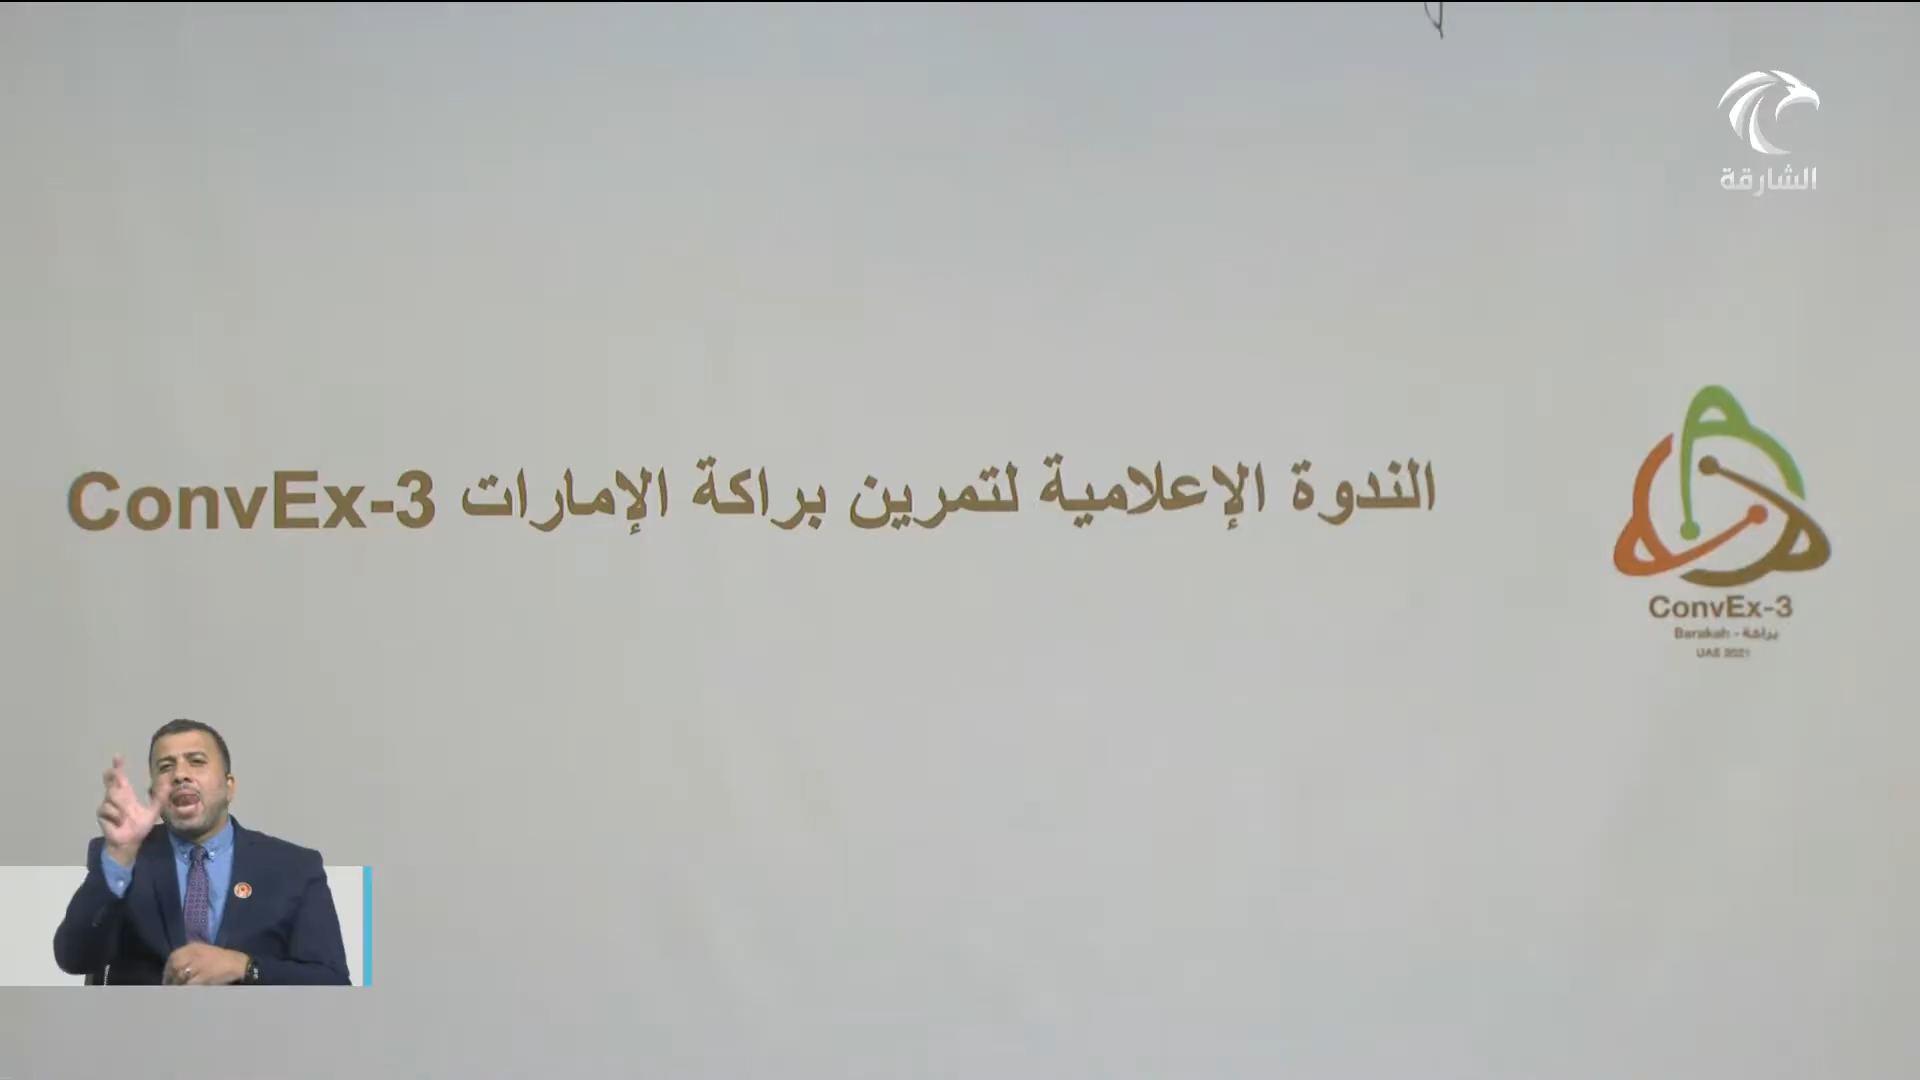 الشارقة
الندوة الإعلامية لتمرين براكة الإمارات ConvEx-3
ConvEx-3
Barakah - براكة
UAE 2021